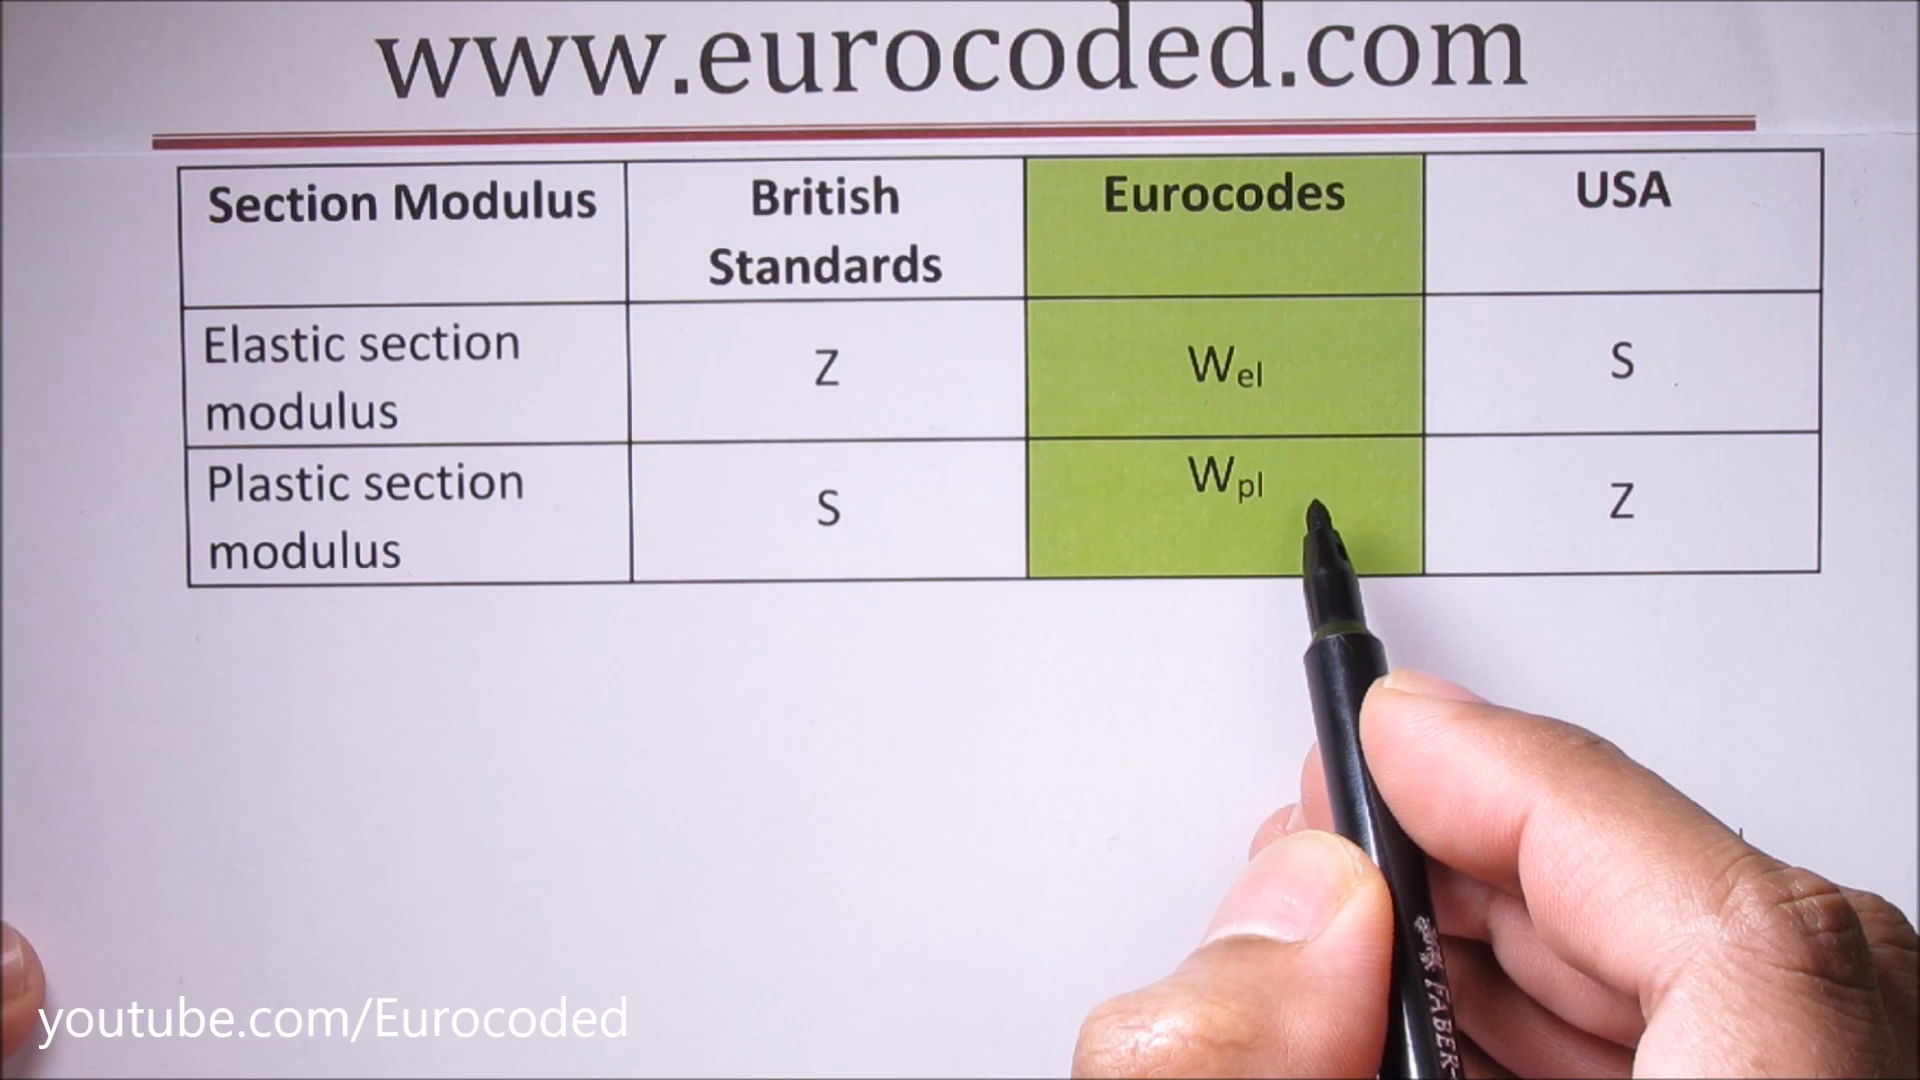 www.eurocoded.com
Section Modulus
British
Standards
Eurocodes
USA
Elastic section
modulus
Z
Wel
S
Plastic section
modulus
S
Wpl
Z
FABER-
youtube.com/Eurocoded